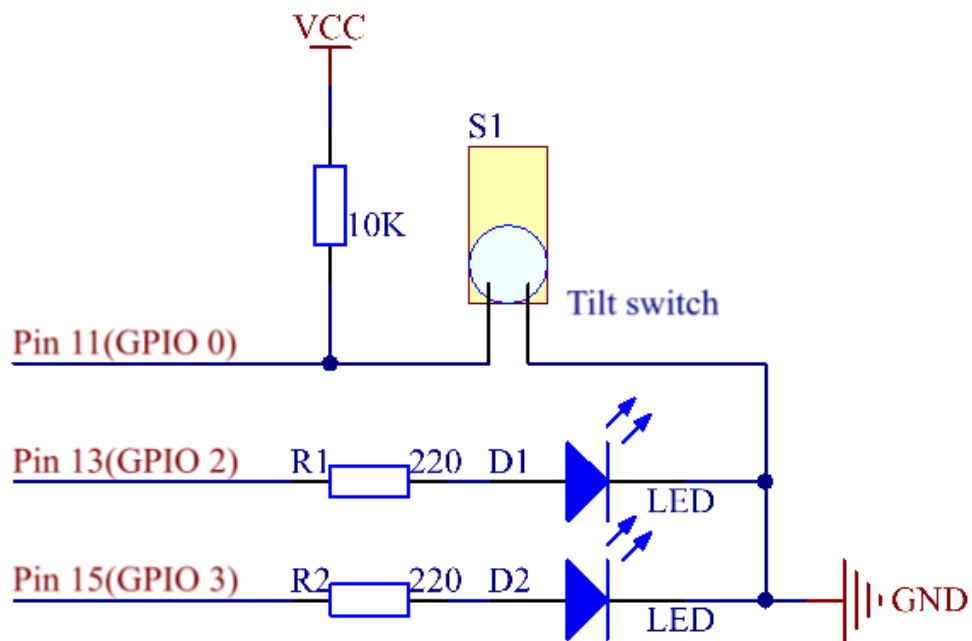 VCC
S1
10K
Tilt switch
Pin 11(GPIO 0)
Pin 13(GPIO 2) R1 220 D1
LED
Pin 15(GPIO 3) R2 220 D2
LED
GND